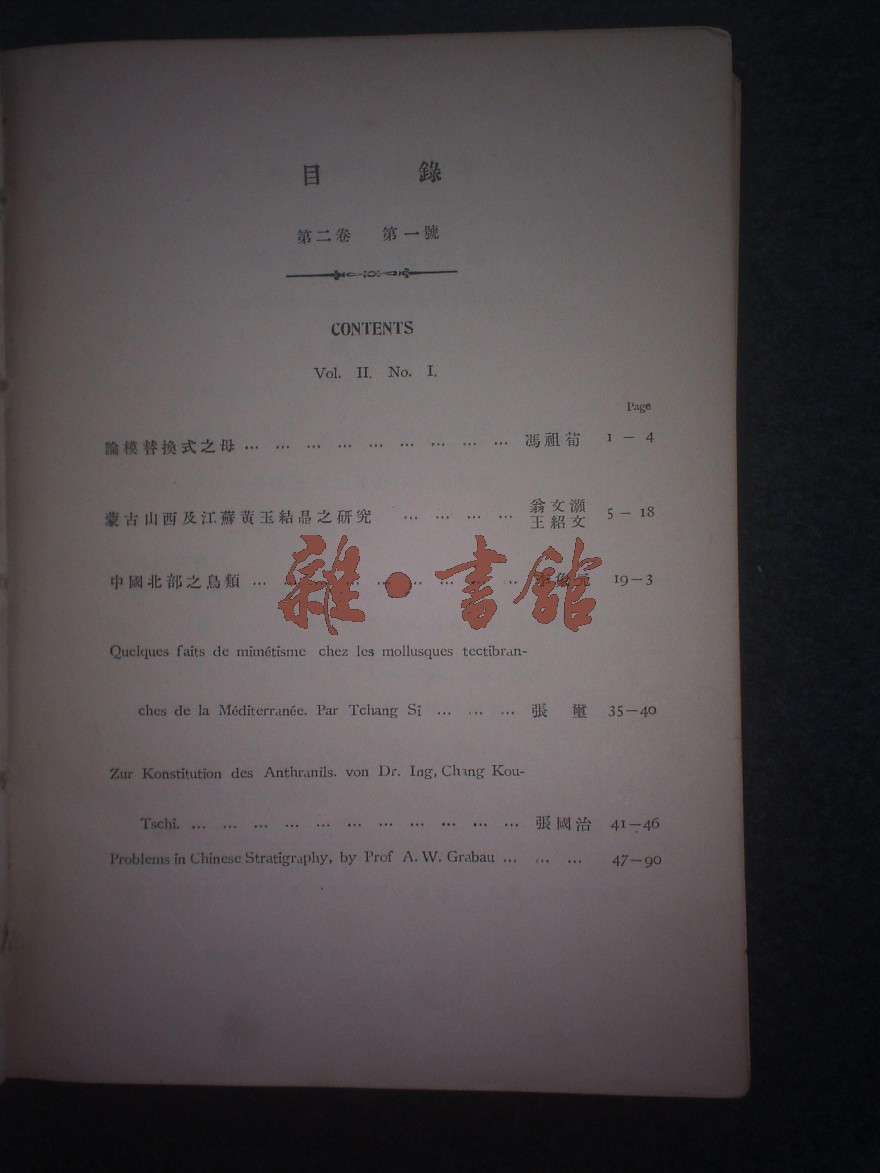 目 錄
第二卷 第一號
CONTENTS
Vol. II. No. I.
Page
論模替換式之母 … … … … … … … … … 馮祖荀 1 — 4
蒙古山西及江蘇黃玉結晶之研究 … … … … 翁文灝 王紹文 5 — 18
中國北部之鳥類 … … … … … … … … … 19—3
雜·書館
Quelques faits de mimétisme chez les mollusques tectibran-
ches de la Méditerranée. Par Tchang Si … … … 張 璽 35—40
Zur Konstitution des Anthranils. von Dr. Ing, Chang Kou-
Tschi. … … … … … … … … … … … 張國治 41—46
Problems in Chinese Stratigraphy, by Prof A. W. Grabau … … … 47—90